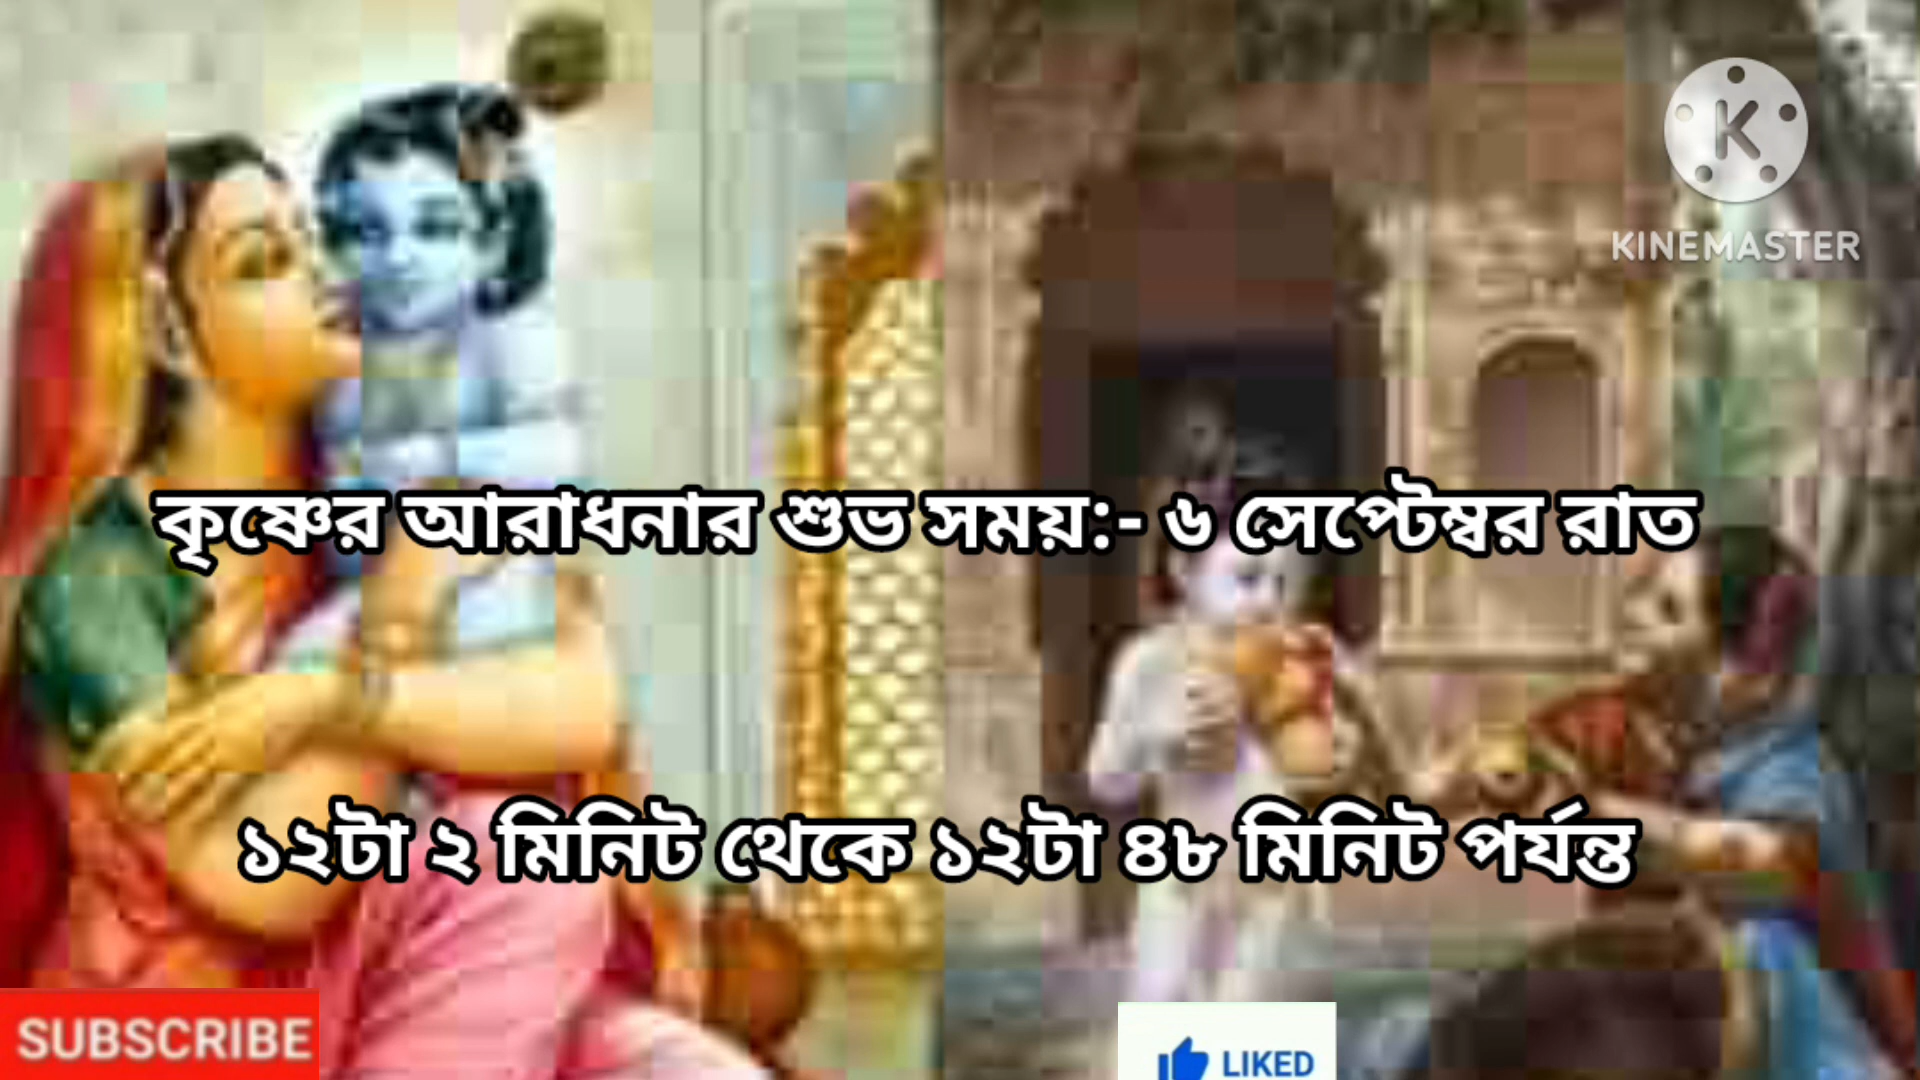 K
KINEMASTER
কৃষ্ণের আরাধনার শুভ সময়:- ৬ সেপ্টেম্বর রাত
১২টা ২ মিনিট থেকে ১২টা ৪৮ মিনিট পর্যন্ত
SUBSCRIBE
LIKED